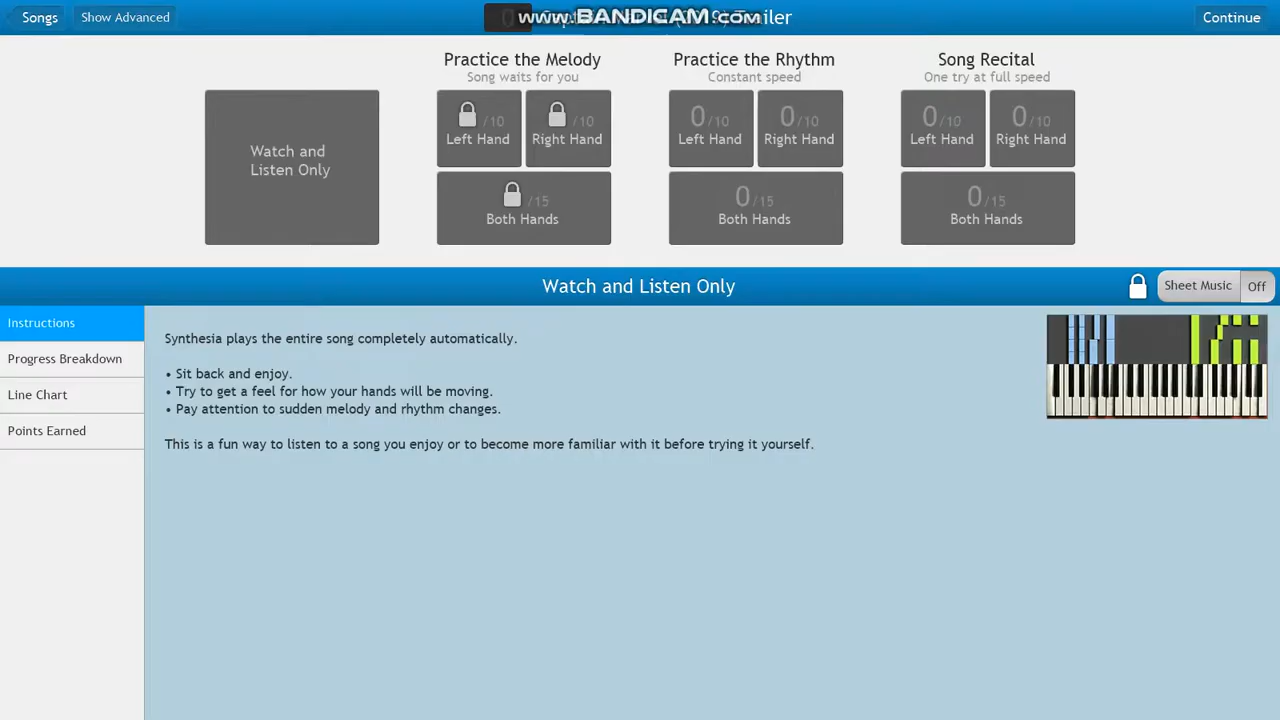 Songs
Show Advanced
www.BANDICAM.com
Trailer
Continue
Practice the Melody
Song waits for you
/10
Left Hand
/10
Right Hand
/15
Both Hands
Practice the Rhythm
Constant speed
0/10
Left Hand
0/10
Right Hand
0/15
Both Hands
Song Recital
One try at full speed
0/10
Left Hand
0/10
Right Hand
0/15
Both Hands
Watch and
Listen Only
Watch and Listen Only
Sheet Music
Off
Instructions
Progress Breakdown
Line Chart
Points Earned
Synthesia plays the entire song completely automatically.
• Sit back and enjoy.
• Try to get a feel for how your hands will be moving.
• Pay attention to sudden melody and rhythm changes.
This is a fun way to listen to a song you enjoy or to become more familiar with it before trying it yourself.